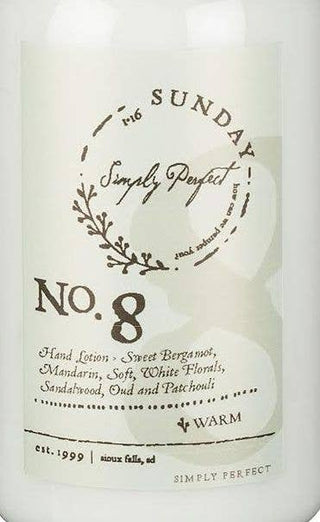 1•16 SUNDAY
Simply Perfect
how can we pamper you?
No. 8
Hand Lotion > Sweet Bergamot,
Mandarin, Soft, White Florals,
Sandalwood, Oud and Patchouli
WARM
est. 1999 | sioux falls, sd
SIMPLY PERFECT
8